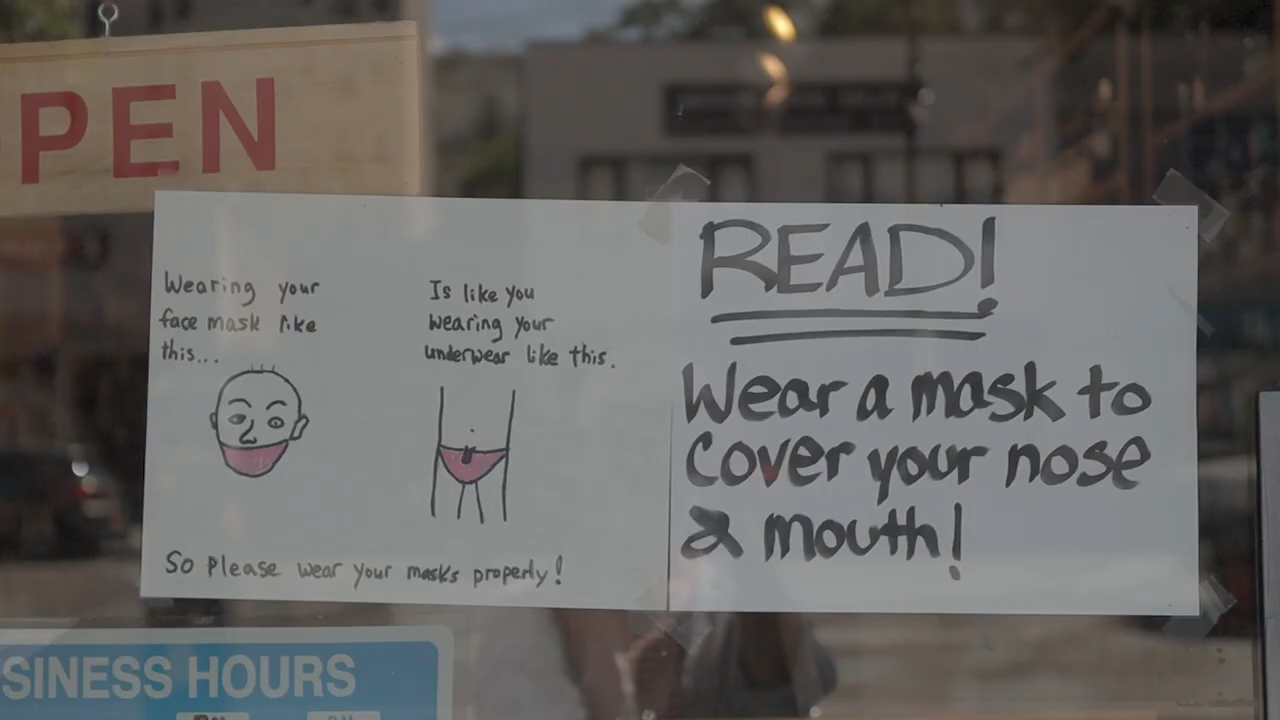 PEN
Wearing your
face mask like
this...
Is like you
wearing your
underwear like this.
So please wear your masks properly!
READ!
Wear a mask to
cover your nose
& mouth!
SINESS HOURS